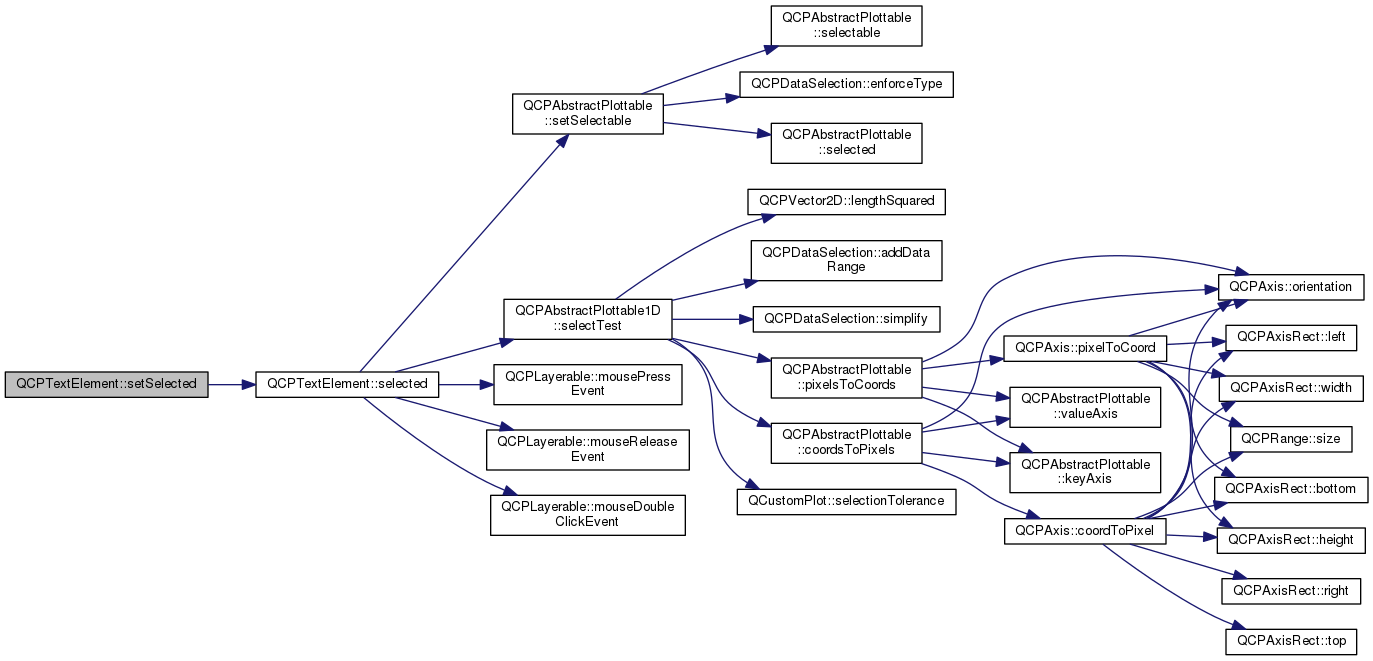 QCPTextElement::setSelected
QCPTextElement::selected
QCPAbstractPlottable
::setSelectable
QCPAbstractPlottable
::selectable
QCPDataSelection::enforceType
QCPAbstractPlottable
::selected
QCPAbstractPlottable1D
::selectTest
QCPVector2D::lengthSquared
QCPDataSelection::addData
Range
QCPDataSelection::simplify
QCPAbstractPlottable
::pixelsToCoords
QCPAbstractPlottable
::coordsToPixels
QCustomPlot::selectionTolerance
QCPLayerable::mousePress
Event
QCPLayerable::mouseRelease
Event
QCPLayerable::mouseDouble
ClickEvent
QCPAxis::pixelToCoord
QCPAbstractPlottable
::valueAxis
QCPAbstractPlottable
::keyAxis
QCPAxis::coordToPixel
QCPAxis::orientation
QCPAxisRect::left
QCPAxisRect::width
QCPRange::size
QCPAxisRect::bottom
QCPAxisRect::height
QCPAxisRect::right
QCPAxisRect::top